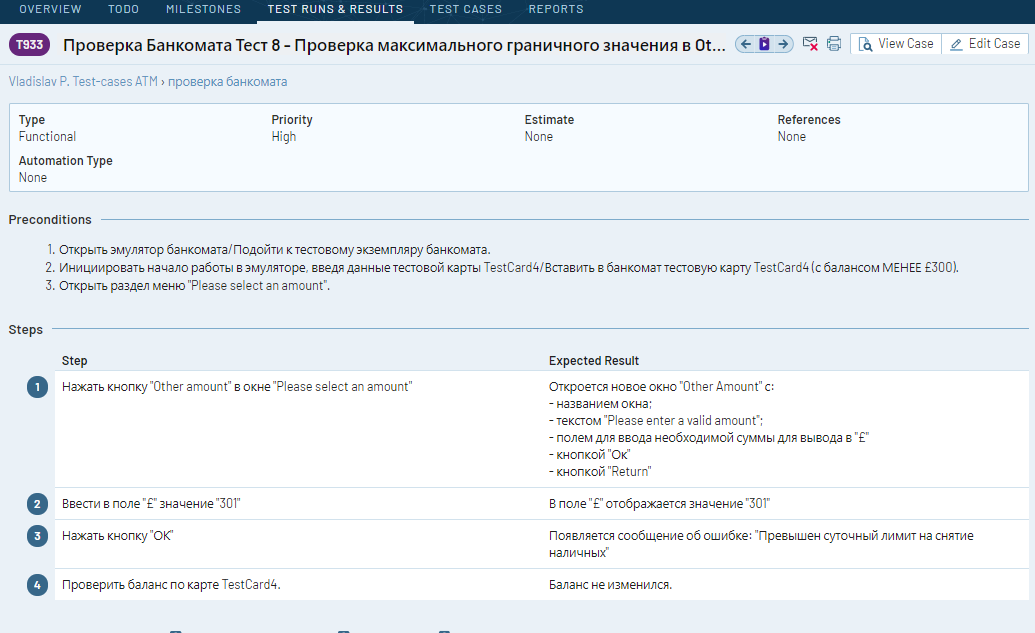 OVERVIEW TODO MILESTONES TEST RUNS & RESULTS TEST CASES REPORTS
T933 Проверка Банкомата Тест 8 - Проверка максимального граничного значения в Ot... View Case Edit Case
Vladislav P. Test-cases ATM › проверка банкомата
Type Priority Estimate References
Functional High None None
Automation Type
None
Preconditions
1. Открыть эмулятор банкомата/Подойти к тестовому экземпляру банкомата.
2. Инициировать начало работы в эмуляторе, введя данные тестовой карты TestCard4/Вставить в банкомат тестовую карту TestCard4 (с балансом МЕНЕЕ £300).
3. Открыть раздел меню "Please select an amount".
Steps
Step Expected Result
1 Нажать кнопку "Other amount" в окне "Please select an amount" Откроется новое окно "Other Amount" с:
- названием окна;
- текстом "Please enter a valid amount";
- полем для ввода необходимой суммы для вывода в "£"
- кнопкой "Ок"
- кнопкой "Return"
2 Ввести в поле "£" значение "301" В поле "£" отображается значение "301"
3 Нажать кнопку "ОК" Появляется сообщение об ошибке: "Превышен суточный лимит на снятие
наличных"
4 Проверить баланс по карте TestCard4. Баланс не изменился.